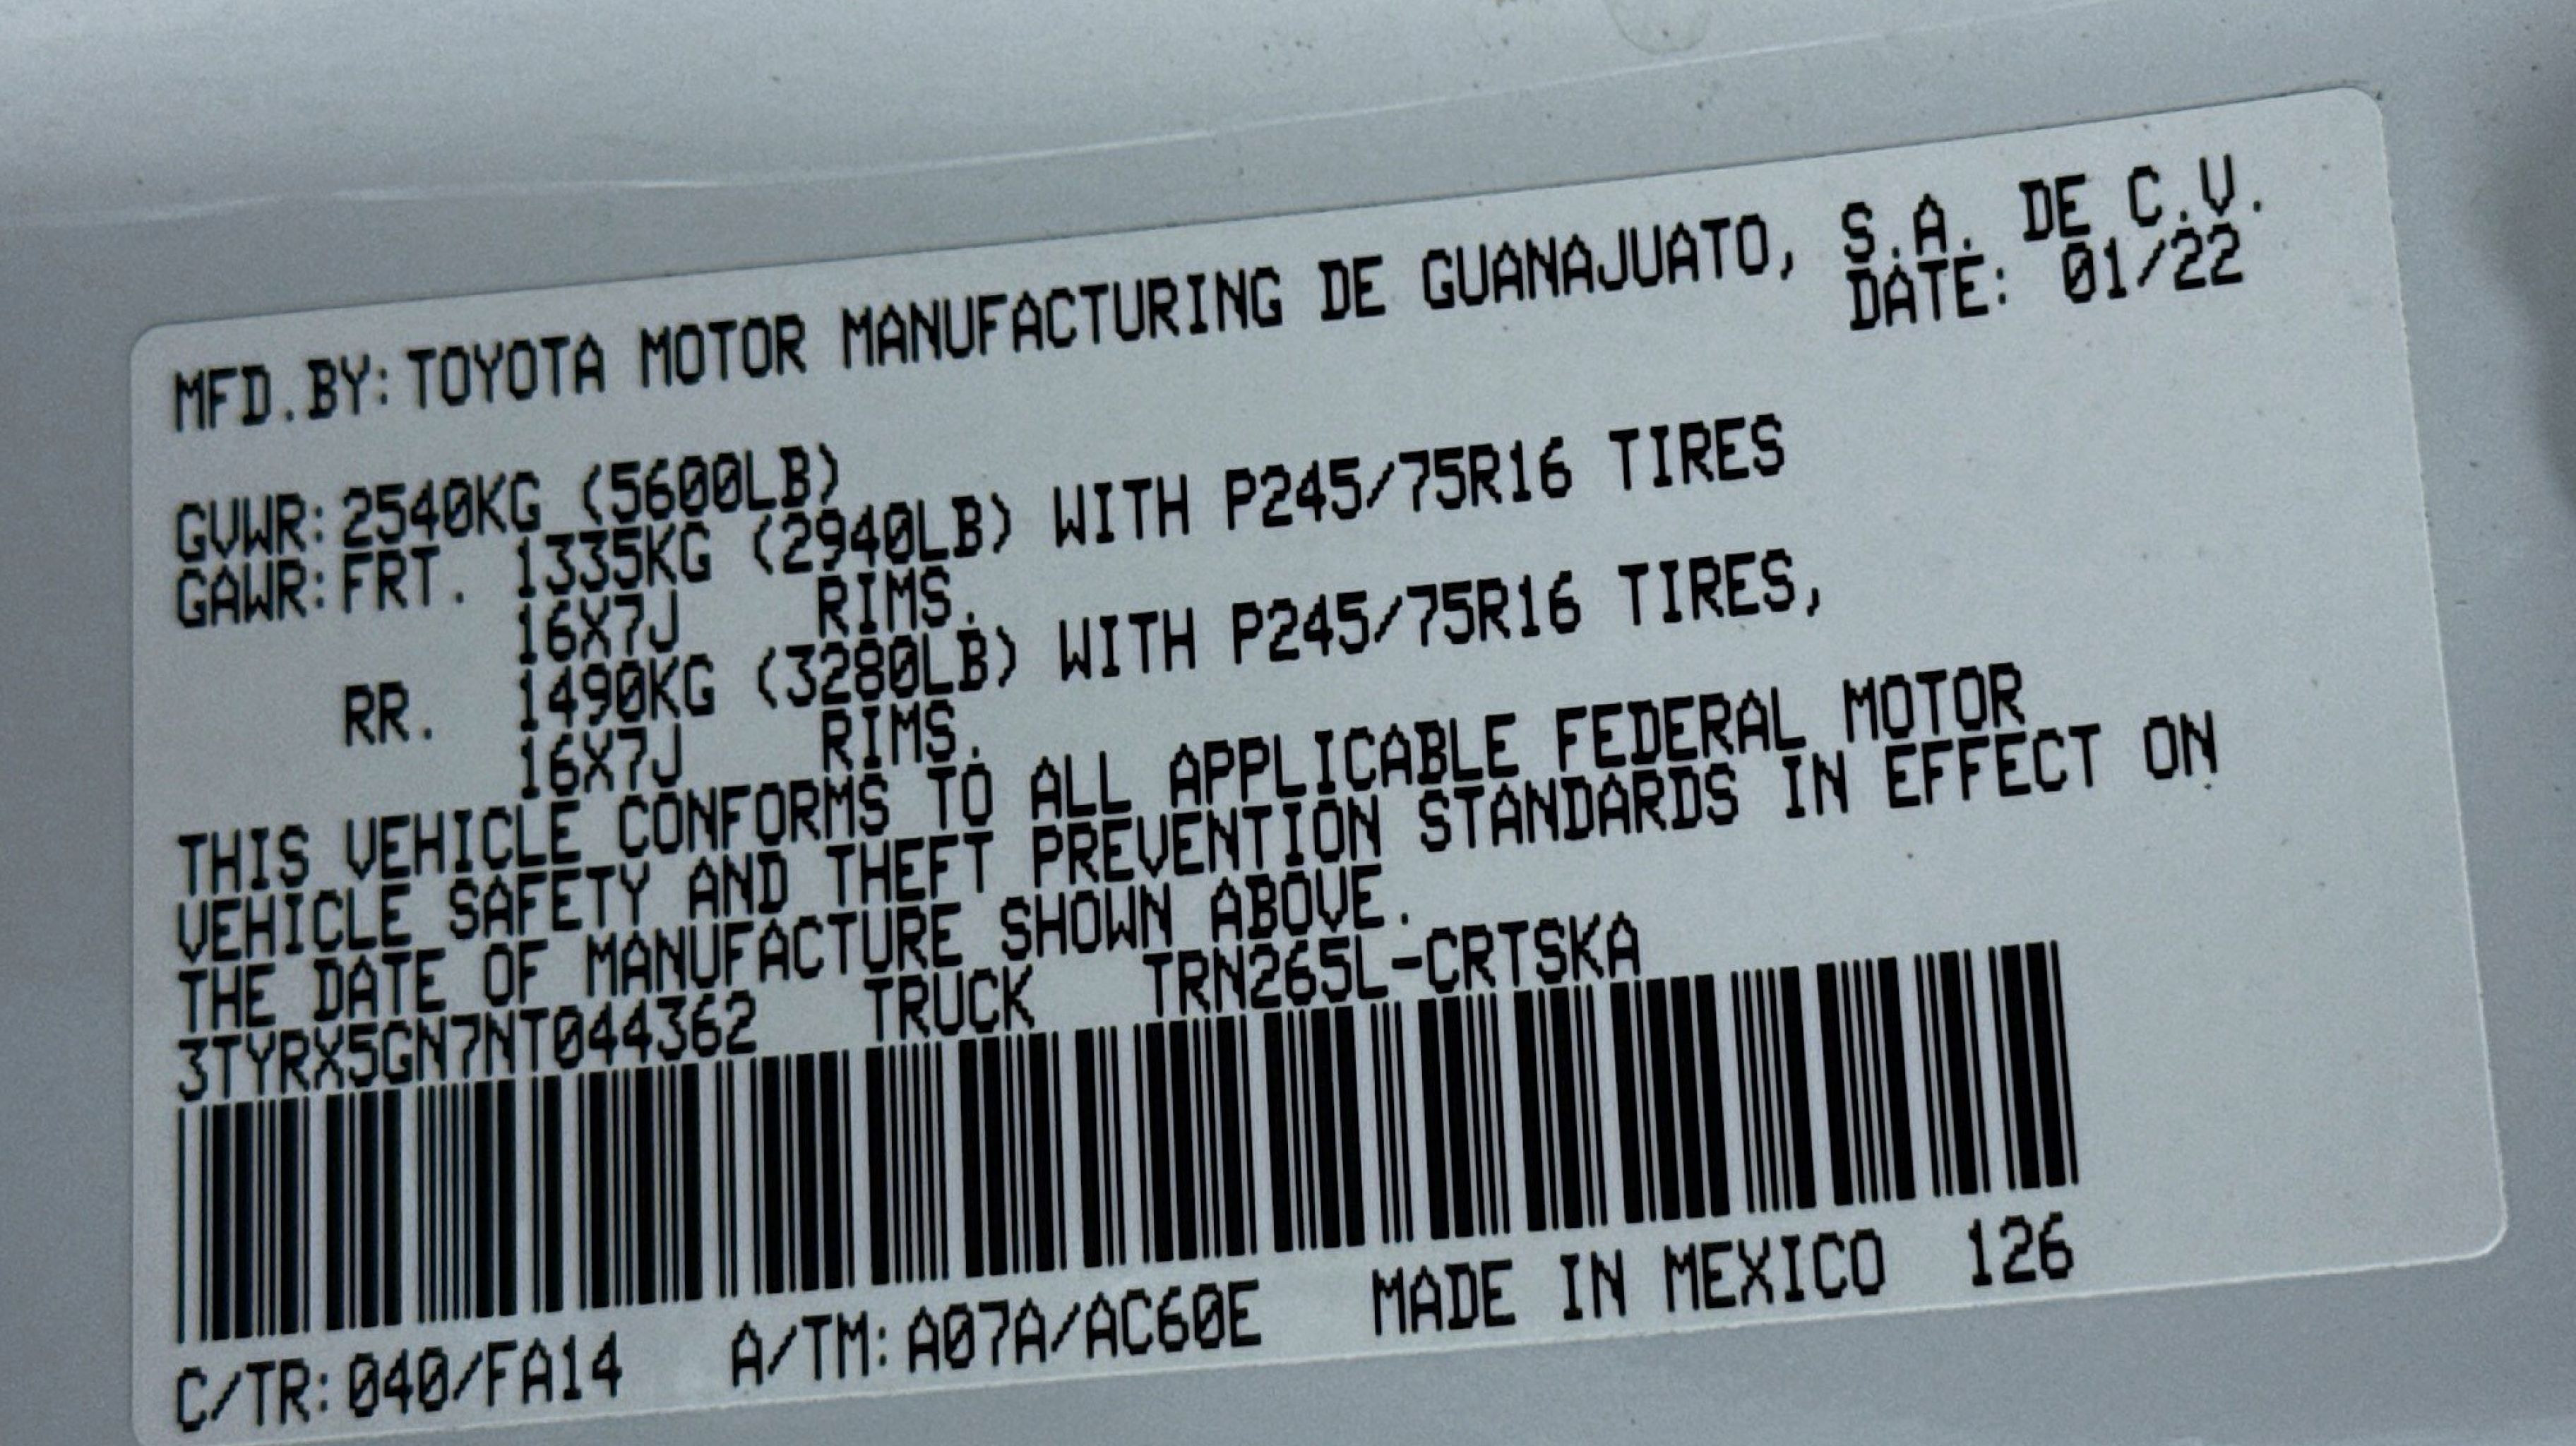 MFD.BY:TOYOTA MOTOR MANUFACTURING DE GUANAJUATO, S.A. DE C.V.
DATE: 01/22
GVWR:2540KG (5600LB)
GAWR:FRT. 1335KG (2940LB) WITH P245/75R16 TIRES
16X7J RIMS.
RR. 1490KG (3280LB) WITH P245/75R16 TIRES,
16X7J RIMS.
THIS VEHICLE CONFORMS TO ALL APPLICABLE FEDERAL MOTOR
VEHICLE SAFETY AND THEFT PREVENTION STANDARDS IN EFFECT ON
THE DATE OF MANUFACTURE SHOWN ABOVE.
3TYRX5GN7NT044362 TRUCK TRN265L-CRTSKA
C/TR:040/FA14 A/TM:A07A/AC60E MADE IN MEXICO 126